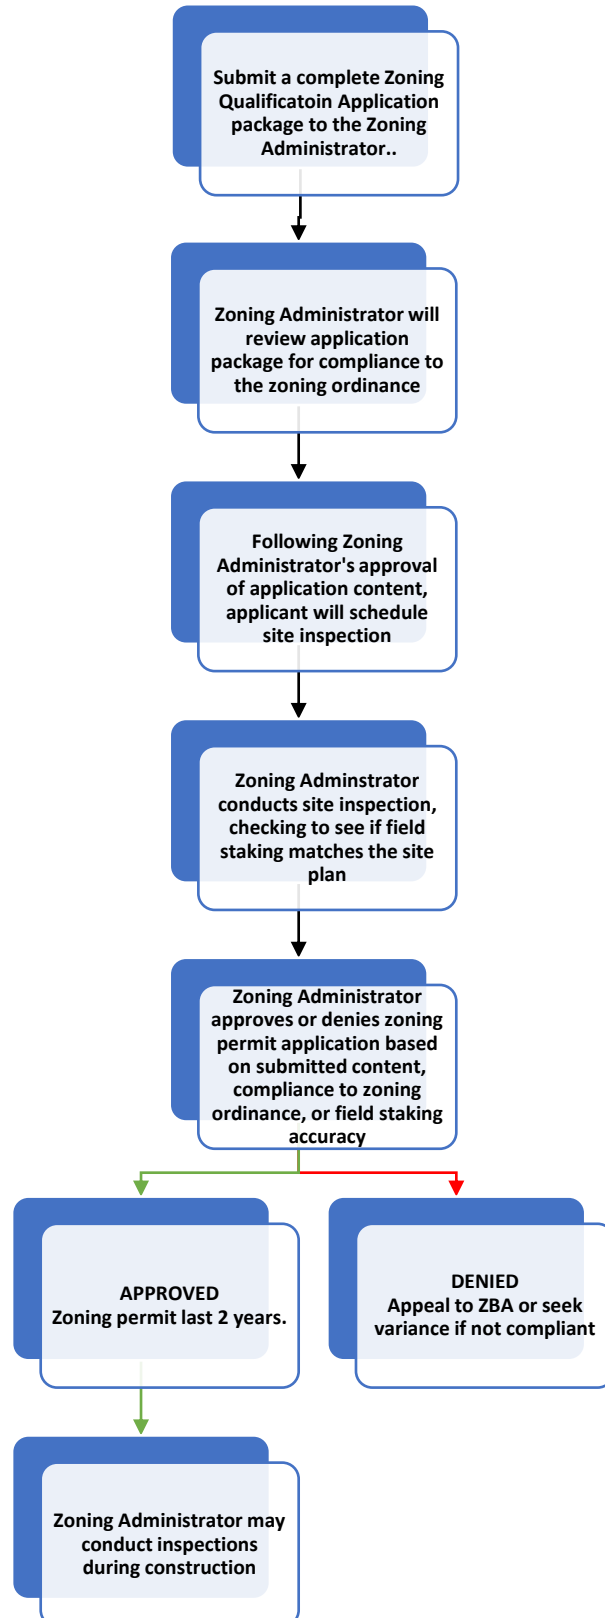 Submit a complete Zoning
Qualificatoin Application
package to the Zoning
Administrator..
Zoning Administrator will
review application
package for compliance to
the zoning ordinance
Following Zoning
Administrator's approval
of application content,
applicant will schedule
site inspection
Zoning Adminstrator
conducts site inspection,
checking to see if field
staking matches the site
plan
Zoning Administrator
approves or denies zoning
permit application based
on submitted content,
compliance to zoning
ordinance, or field staking
accuracy
APPROVED
Zoning permit last 2 years.
DENIED
Appeal to ZBA or seek
variance if not compliant
Zoning Administrator may
conduct inspections
during construction